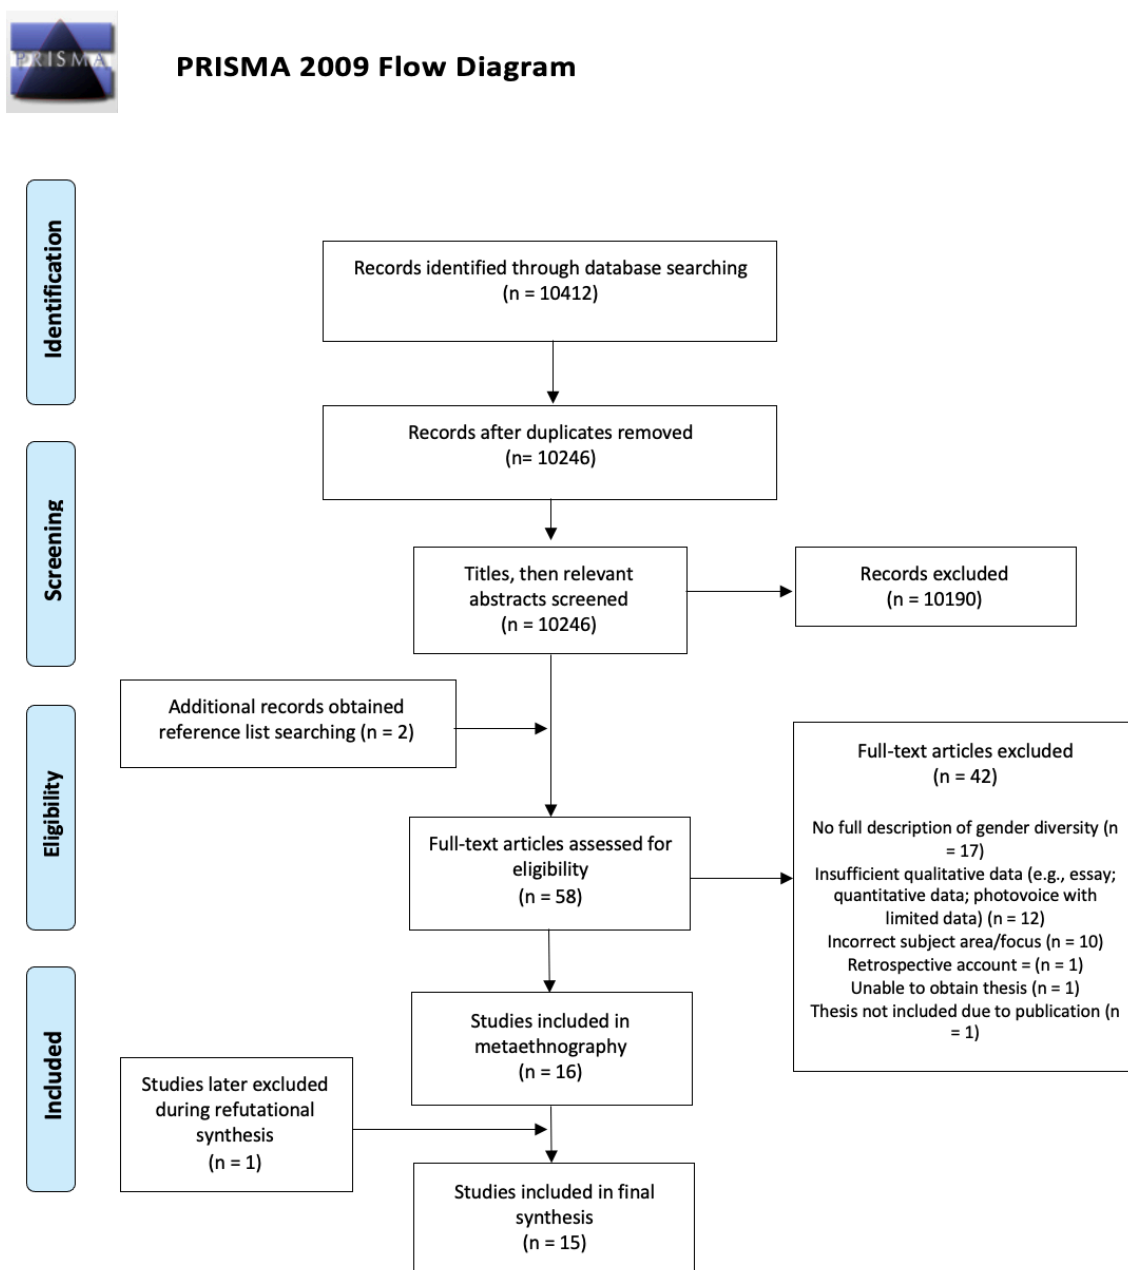 PRISMA
PRISMA 2009 Flow Diagram
Identification
Records identified through database searching
(n = 10412)
Records after duplicates removed
(n= 10246)
Screening
Titles, then relevant
abstracts screened
(n = 10246)
Records excluded
(n = 10190)
Additional records obtained
reference list searching (n = 2)
Eligibility
Full-text articles assessed for
eligibility
(n = 58)
Full-text articles excluded
(n = 42)
No full description of gender diversity (n
= 17)
Insufficient qualitative data (e.g., essay;
quantitative data; photovoice with
limited data) (n = 12)
Incorrect subject area/focus (n = 10)
Retrospective account = (n = 1)
Unable to obtain thesis (n = 1)
Thesis not included due to publication (n
= 1)
Included
Studies included in
metaethnography
(n = 16)
Studies later excluded
during refutational
synthesis
(n = 1)
Studies included in final
synthesis
(n = 15)